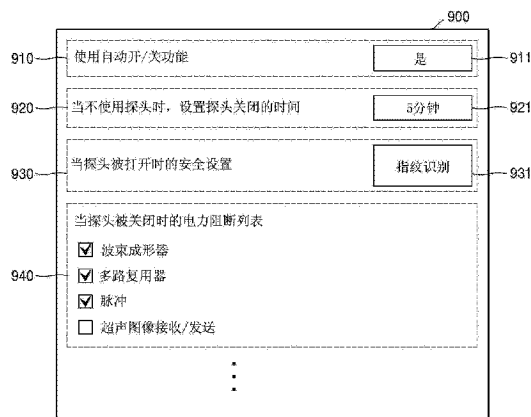 900
910 使用自动开/关功能 是 911
920 当不使用探头时，设置探头关闭的时间 5分钟 921
930 当探头被打开时的安全设置 指纹识别 931
当探头被关闭时的电力阻断列表
波束成形器
940 多路复用器
脉冲
超声图像接收/发送